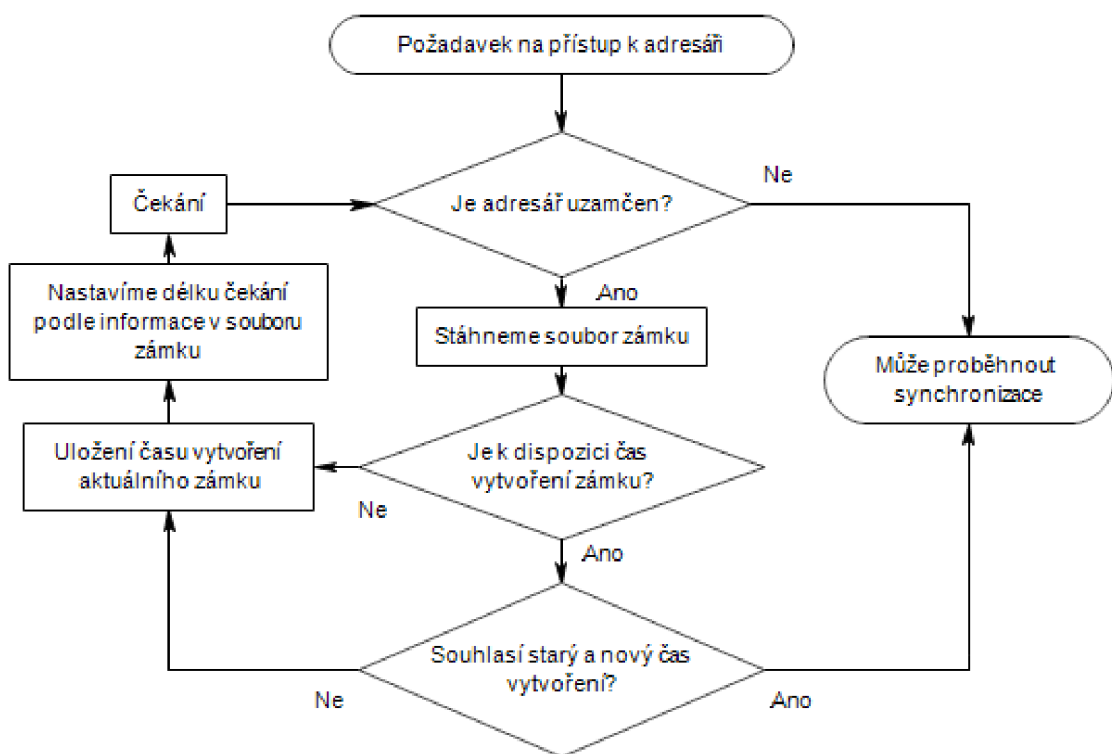 Požadavek na přístup k adresáři
Ne
Čekání
Je adresář uzamčen?
Nastavíme délku čekání
podle informace v souboru
zámku
Ano
Stáhneme soubor zámku
Může proběhnout
synchronizace
Uložení času vytvoření
aktuálního zámku
Je k dispozici čas
vytvoření zámku?
Ne
Ano
Souhlasí starý a nový čas
vytvoření?
Ne
Ano